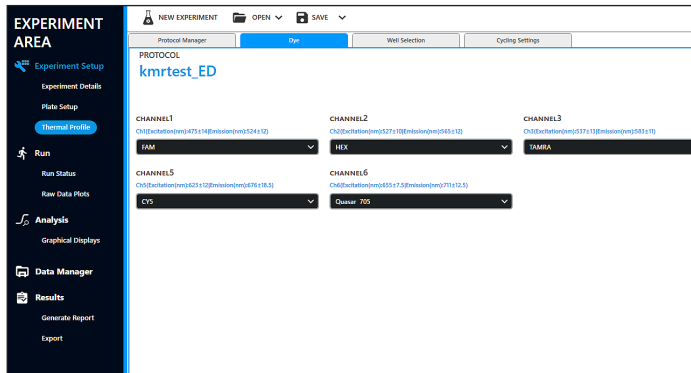 EXPERIMENT AREA
Experiment Setup
Experiment Details
Plate Setup
Thermal Profile
Run
Run Status
Raw Data Plots
Analysis
Graphical Displays
Data Manager
Results
Generate Report
Export
NEW EXPERIMENT OPEN SAVE
Protocol Manager Dye Well Selection Cycling Settings
PROTOCOL
kmrtest_ED
CHANNEL1 CHANNEL2 CHANNEL3
Ch1(Excitation(nm):475±14|Emission(nm):524±12) Ch2(Excitation(nm):527±10|Emission(nm):565±12) Ch3(Excitation(nm):537±13|Emission(nm):583±11)
FAM HEX TAMRA
CHANNEL5 CHANNEL6
Ch5(Excitation(nm):623±12|Emission(nm):676±18.5) Ch6(Excitation(nm):655±7.5|Emission(nm):711±12.5)
CY5 Quasar 705